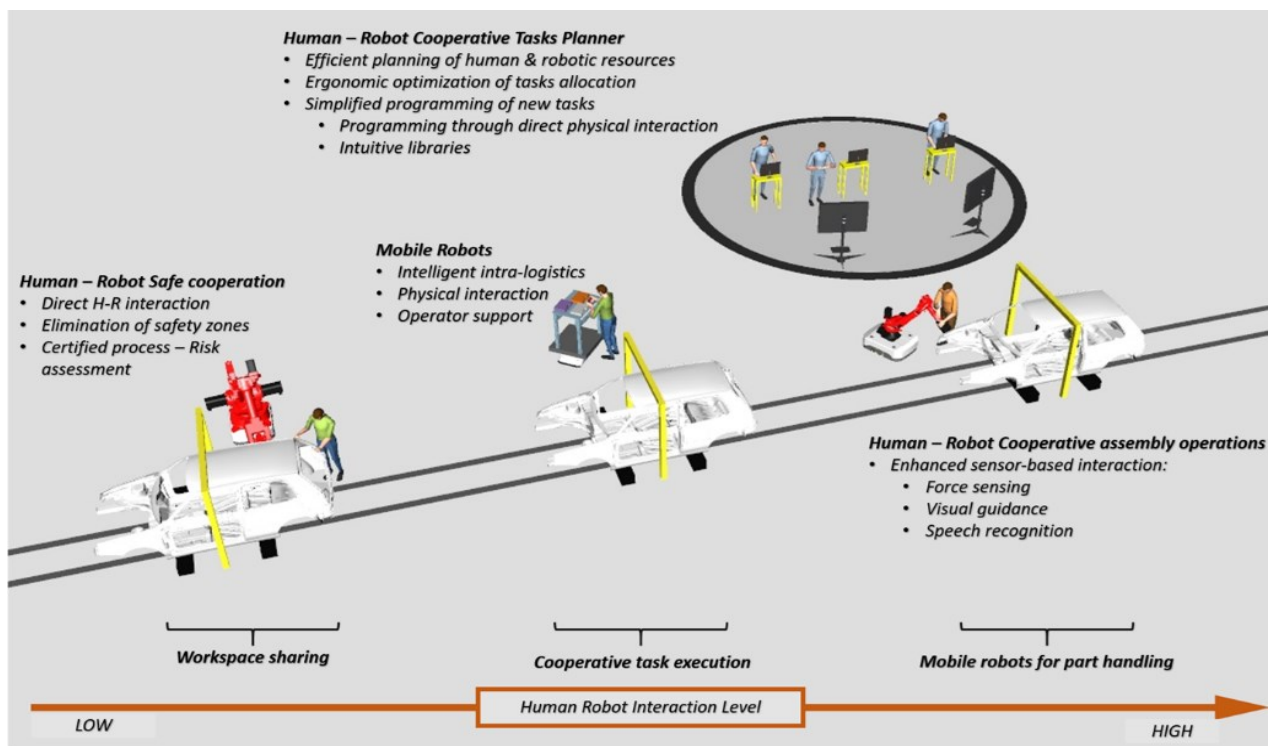 Human – Robot Cooperative Tasks Planner
• Efficient planning of human & robotic resources
• Ergonomic optimization of tasks allocation
• Simplified programming of new tasks
• Programming through direct physical interaction
• Intuitive libraries
Mobile Robots
• Intelligent intra-logistics
• Physical interaction
• Operator support
Human – Robot Safe cooperation
• Direct H-R interaction
• Elimination of safety zones
• Certified process – Risk
assessment
Human – Robot Cooperative assembly operations
• Enhanced sensor-based interaction:
• Force sensing
• Visual guidance
• Speech recognition
Workspace sharing
Cooperative task execution
Mobile robots for part handling
LOW
Human Robot Interaction Level
HIGH